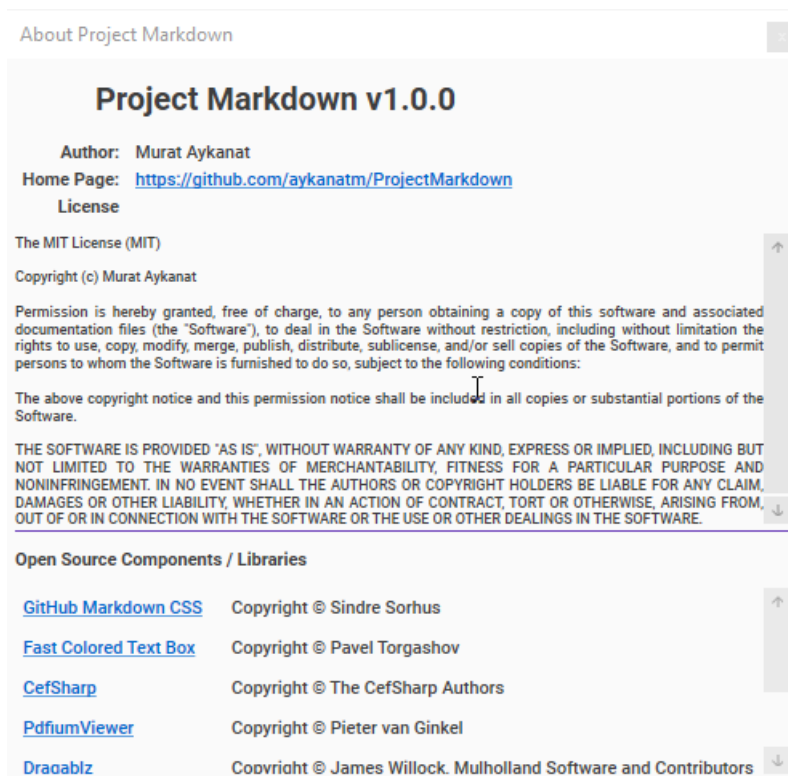 About Project Markdown
Project Markdown v1.0.0
Author: Murat Aykanat
Home Page: https://github.com/aykanatm/ProjectMarkdown
License
The MIT License (MIT)
Copyright (c) Murat Aykanat
Permission is hereby granted, free of charge, to any person obtaining a copy of this software and associated
documentation files (the "Software"), to deal in the Software without restriction, including without limitation the
rights to use, copy, modify, merge, publish, distribute, sublicense, and/or sell copies of the Software, and to permit
persons to whom the Software is furnished to do so, subject to the following conditions:
The above copyright notice and this permission notice shall be included in all copies or substantial portions of the
Software.
THE SOFTWARE IS PROVIDED "AS IS", WITHOUT WARRANTY OF ANY KIND, EXPRESS OR IMPLIED, INCLUDING BUT
NOT LIMITED TO THE WARRANTIES OF MERCHANTABILITY, FITNESS FOR A PARTICULAR PURPOSE AND
NONINFRINGEMENT. IN NO EVENT SHALL THE AUTHORS OR COPYRIGHT HOLDERS BE LIABLE FOR ANY CLAIM,
DAMAGES OR OTHER LIABILITY, WHETHER IN AN ACTION OF CONTRACT, TORT OR OTHERWISE, ARISING FROM,
OUT OF OR IN CONNECTION WITH THE SOFTWARE OR THE USE OR OTHER DEALINGS IN THE SOFTWARE.
Open Source Components / Libraries
GitHub Markdown CSS Copyright © Sindre Sorhus
Fast Colored Text Box Copyright © Pavel Torgashov
CefSharp Copyright © The CefSharp Authors
PdfiumViewer Copyright © Pieter van Ginkel
Dragablz Copyright © James Willock, Mulholland Software and Contributors